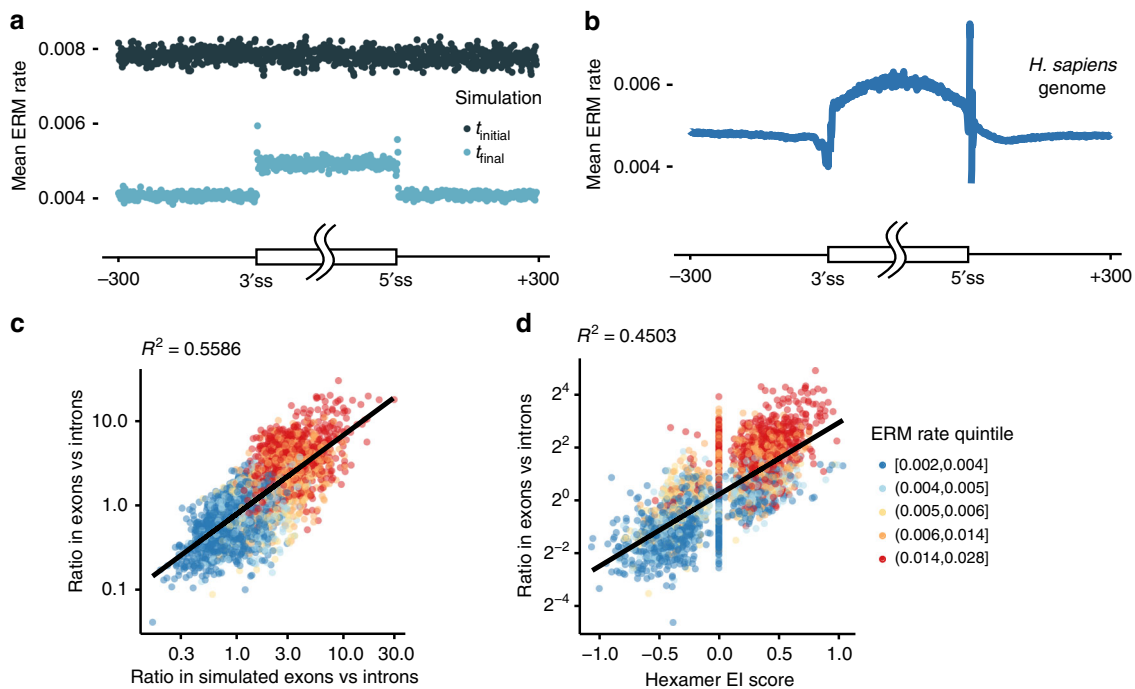 a
Mean ERM rate
0.008
0.006
0.004
Simulation
t initial
t final
−300
3′ss
5′ss
+300
b
Mean ERM rate
0.006
0.004
H. sapiens
genome
−300
3′ss
5′ss
+300
c
R² = 0.5586
Ratio in exons vs introns
10.0
1.0
0.1
0.3 1.0 3.0 10.0 30.0
Ratio in simulated exons vs introns
d
R² = 0.4503
Ratio in exons vs introns
2⁴
2²
2⁰
2⁻²
2⁻⁴
−1.0 −0.5 0.0 0.5 1.0
Hexamer EI score
ERM rate quintile
[0.002,0.004]
(0.004,0.005]
(0.005,0.006]
(0.006,0.014]
(0.014,0.028]